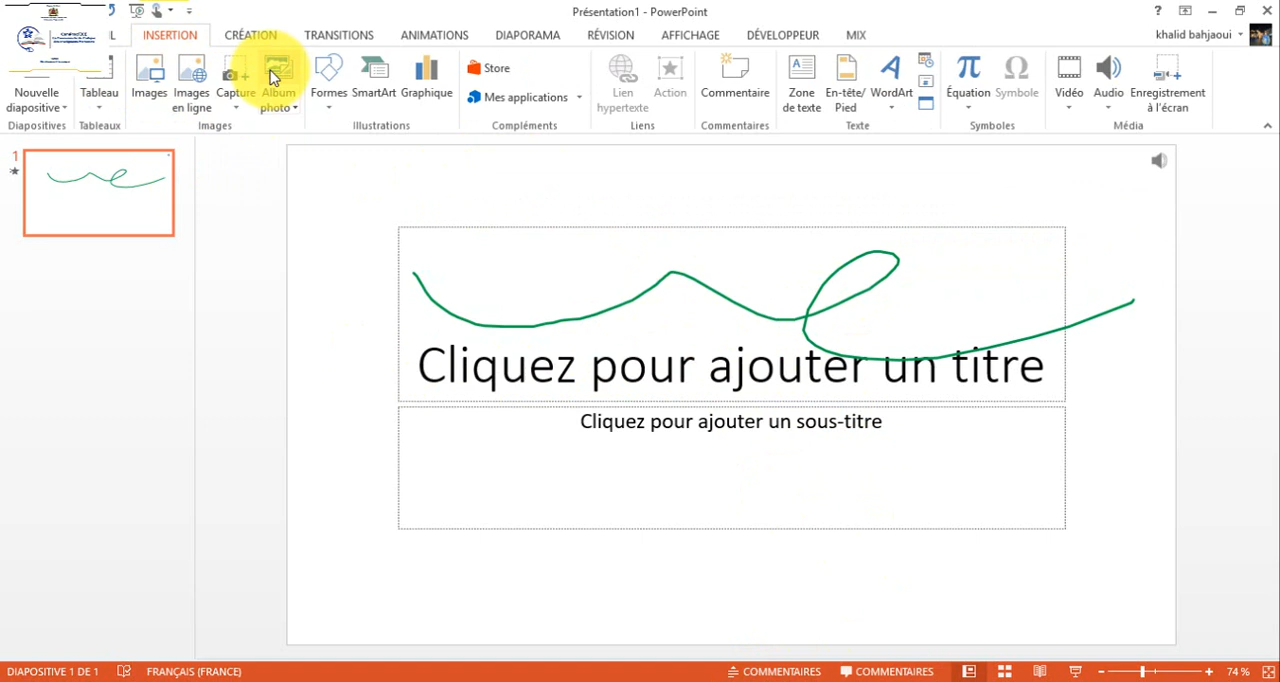 Présentation1 - PowerPoint
?
INSERTION CRÉATION TRANSITIONS ANIMATIONS DIAPORAMA RÉVISION AFFICHAGE DÉVELOPPEUR MIX
khalid bahjaoui
Nouvelle diapositive
Tableau
Images
Images en ligne
Capture
Album photo
Formes
SmartArt
Graphique
Store
Mes applications
Lien hypertexte
Action
Commentaire
Zone de texte
En-tête/ Pied
WordArt
Équation
Symbole
Vidéo
Audio
Enregistrement à l'écran
Diapositives Tableaux Images Illustrations Compléments Liens Commentaires Texte Symboles Média
1
Cliquez pour ajouter un titre
Cliquez pour ajouter un sous-titre
DIAPOSITIVE 1 DE 1 FRANÇAIS (FRANCE) COMMENTAIRES COMMENTAIRES 74 %